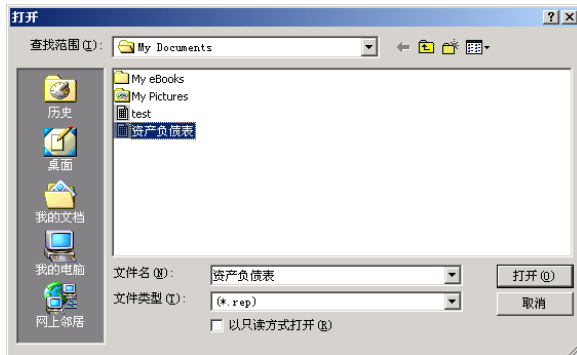 打开
查找范围(I):
My Documents
历史
桌面
我的文档
我的电脑
网上邻居
My eBooks
My Pictures
test
资产负债表
文件名(N):
资产负债表
打开(O)
文件类型(T):
(*.rep)
取消
以只读方式打开(R)